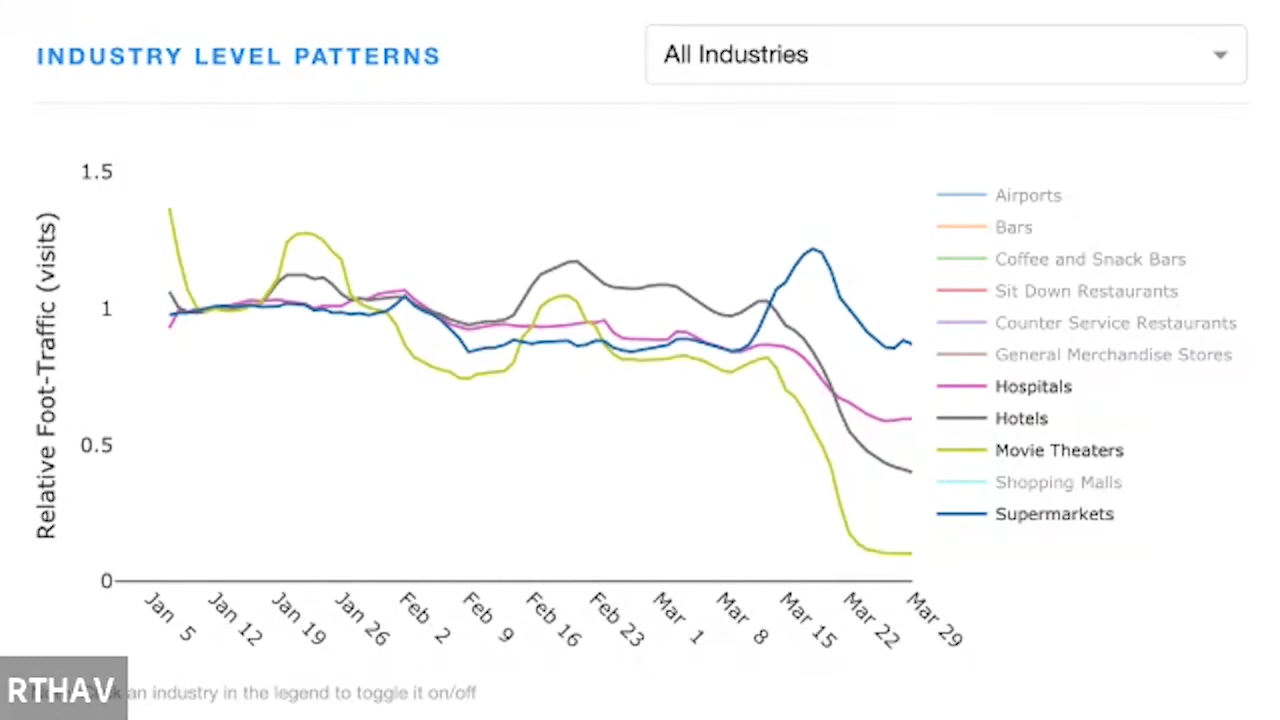 INDUSTRY LEVEL PATTERNS
All Industries
Relative Foot-Traffic (visits)
1.5
1
0.5
0
Jan 5
Jan 12
Jan 19
Jan 26
Feb 2
Feb 9
Feb 16
Feb 23
Mar 1
Mar 8
Mar 15
Mar 22
Mar 29
Airports
Bars
Coffee and Snack Bars
Sit Down Restaurants
Counter Service Restaurants
General Merchandise Stores
Hospitals
Hotels
Movie Theaters
Shopping Malls
Supermarkets
RTHAV
an industry in the legend to toggle it on/off